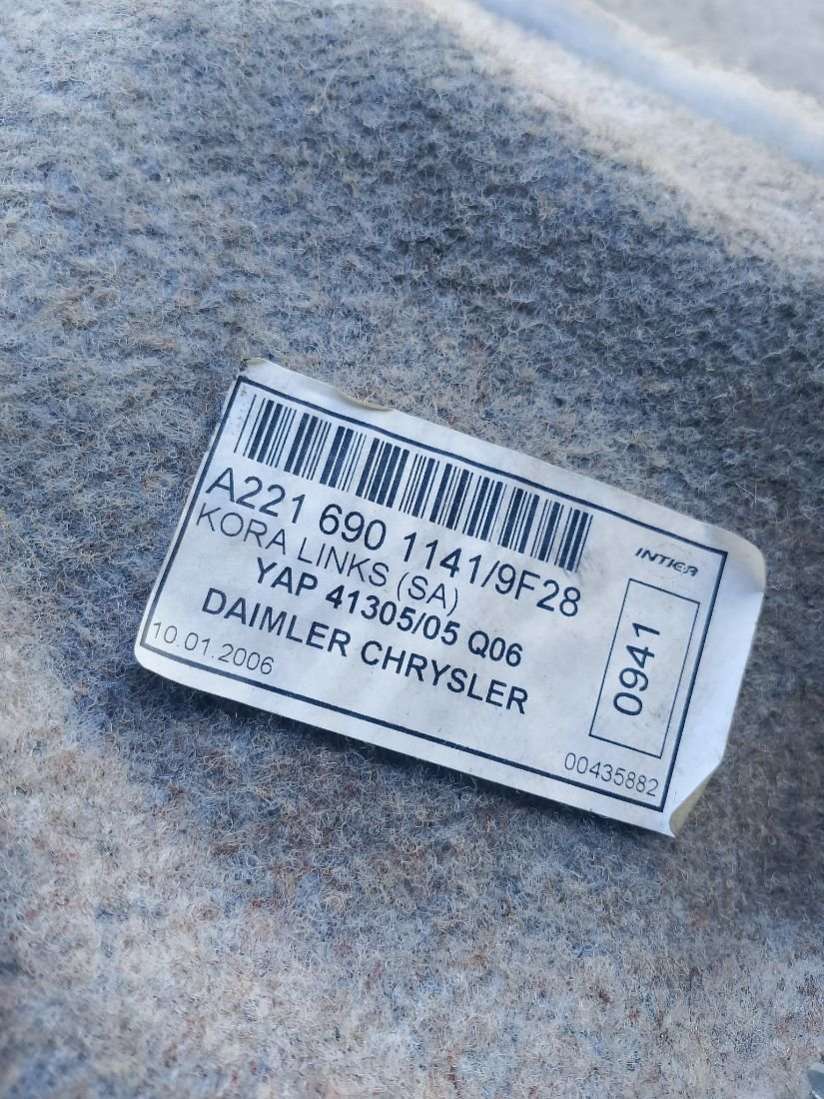 A221 690 1141/9F28
KORA LINKS (SA)
YAP 41305/05 Q06
DAIMLER CHRYSLER
10.01.2006
INTIER
0941
00435882